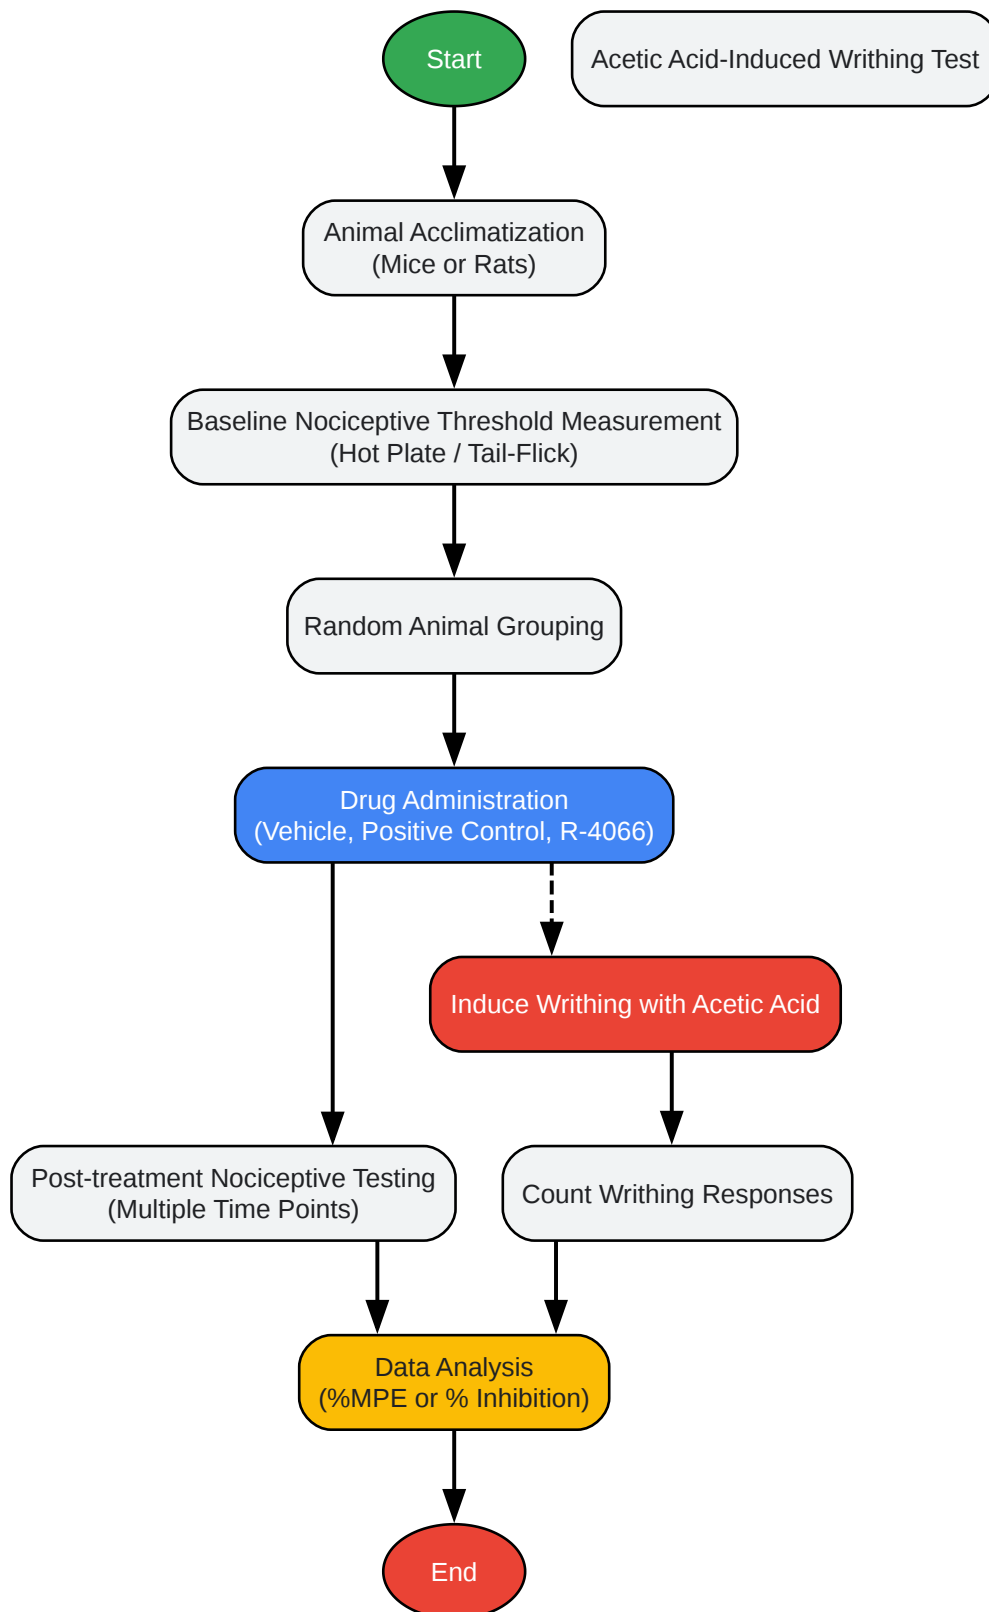 Start
Acetic Acid-Induced Writhing Test
Animal Acclimatization
(Mice or Rats)
Baseline Nociceptive Threshold Measurement
(Hot Plate / Tail-Flick)
Random Animal Grouping
Drug Administration
(Vehicle, Positive Control, R-4066)
Induce Writhing with Acetic Acid
Post-treatment Nociceptive Testing
(Multiple Time Points)
Count Writhing Responses
Data Analysis
(%MPE or % Inhibition)
End